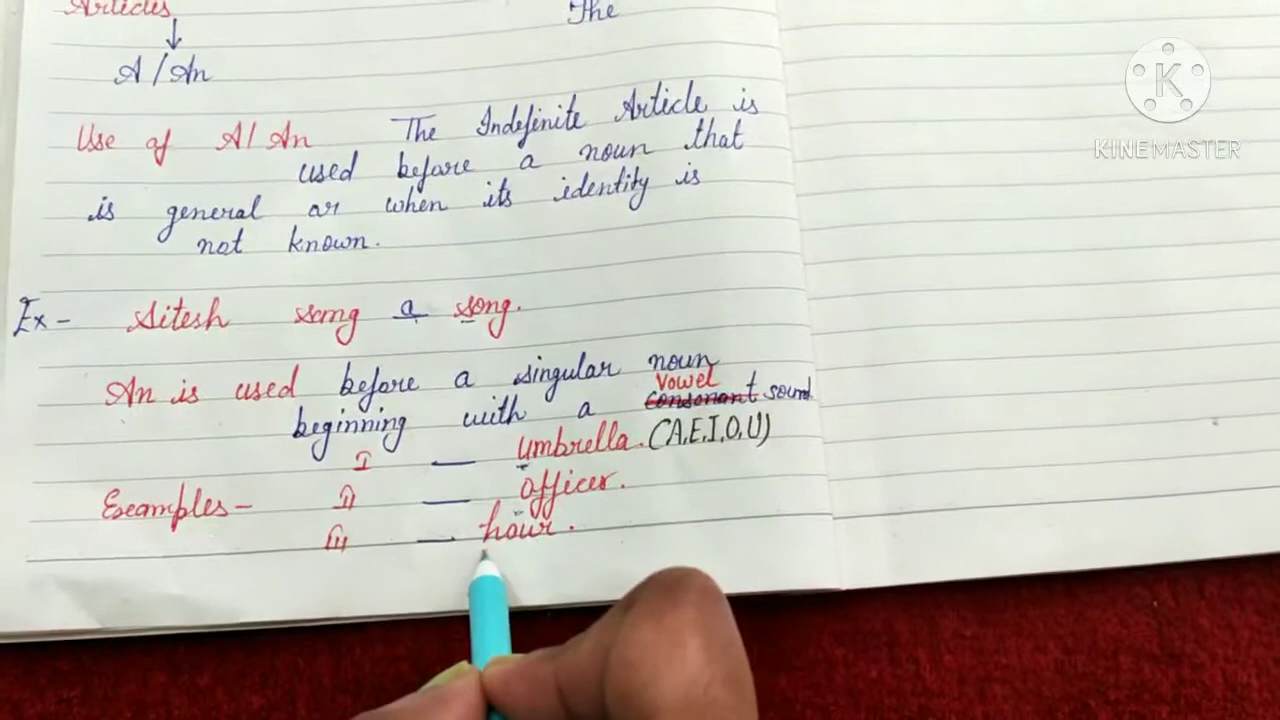 Articles The
A / An
Use of A / An The Indefinite Article is
used before a noun that
is general or when its identity is
not known.
Ex - Sitesh sang a song.
An is used before a singular noun
vowel
beginning with a consonant sound
I — umbrella. (A, E, I, O, U)
Examples - II — officer.
III — hour.
K
KINEMASTER